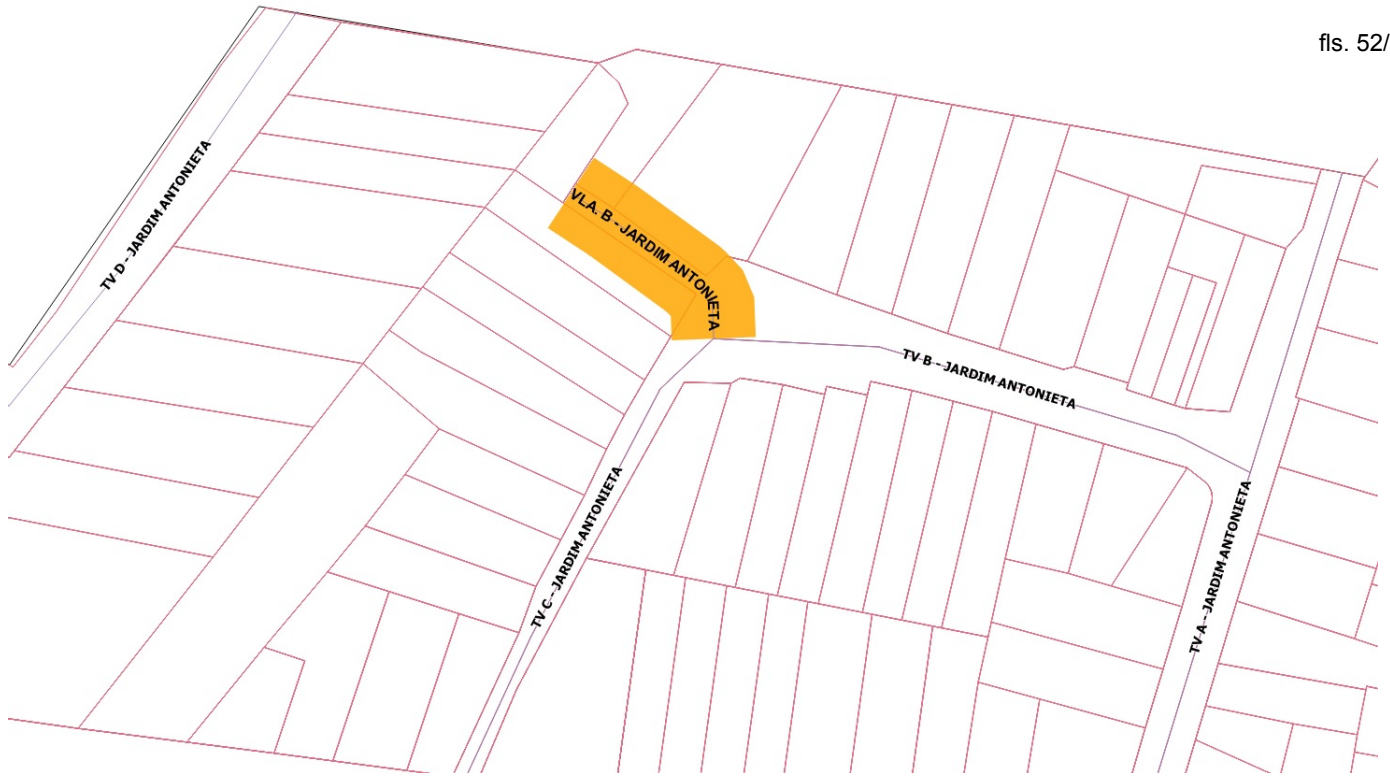 fls. 52/
TV D - JARDIM ANTONIETA
VLA. B - JARDIM ANTONIETA
TV B - JARDIM ANTONIETA
TV C - JARDIM ANTONIETA
TV A - JARDIM ANTONIETA